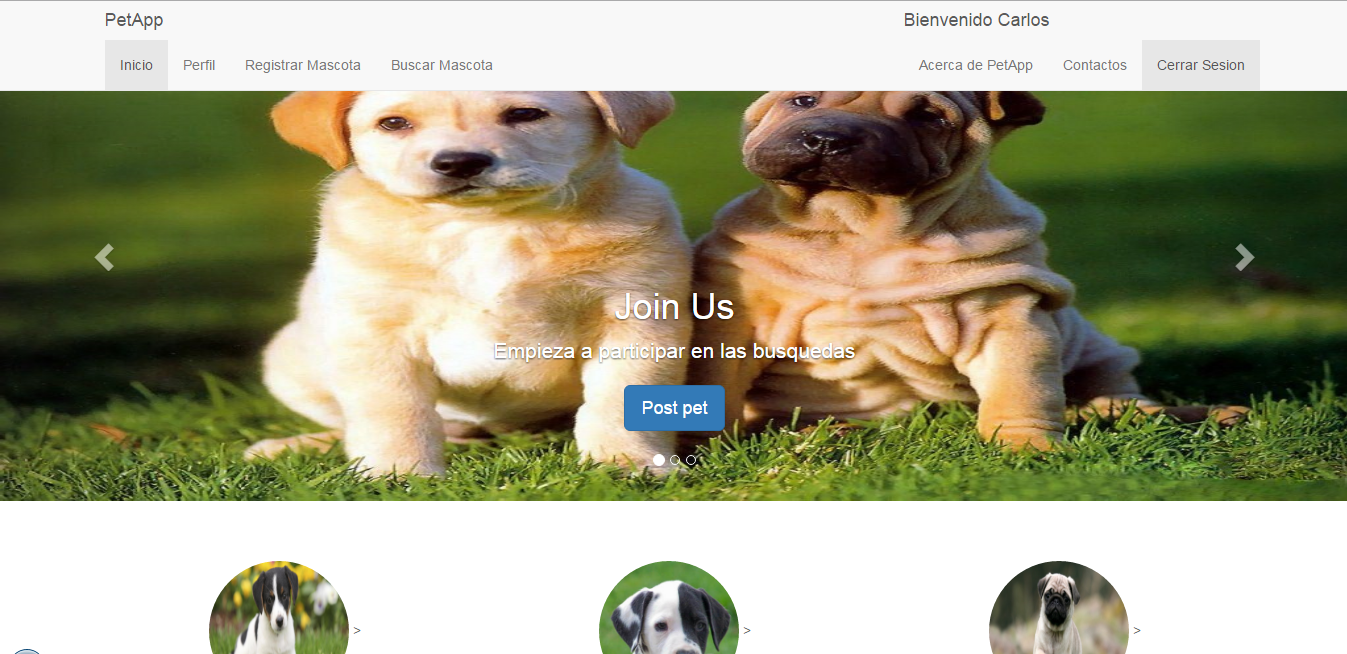 PetApp
Bienvenido Carlos
Inicio Perfil Registrar Mascota Buscar Mascota Acerca de PetApp Contactos Cerrar Sesion
Join Us
Empieza a participar en las busquedas
Post pet
> > >